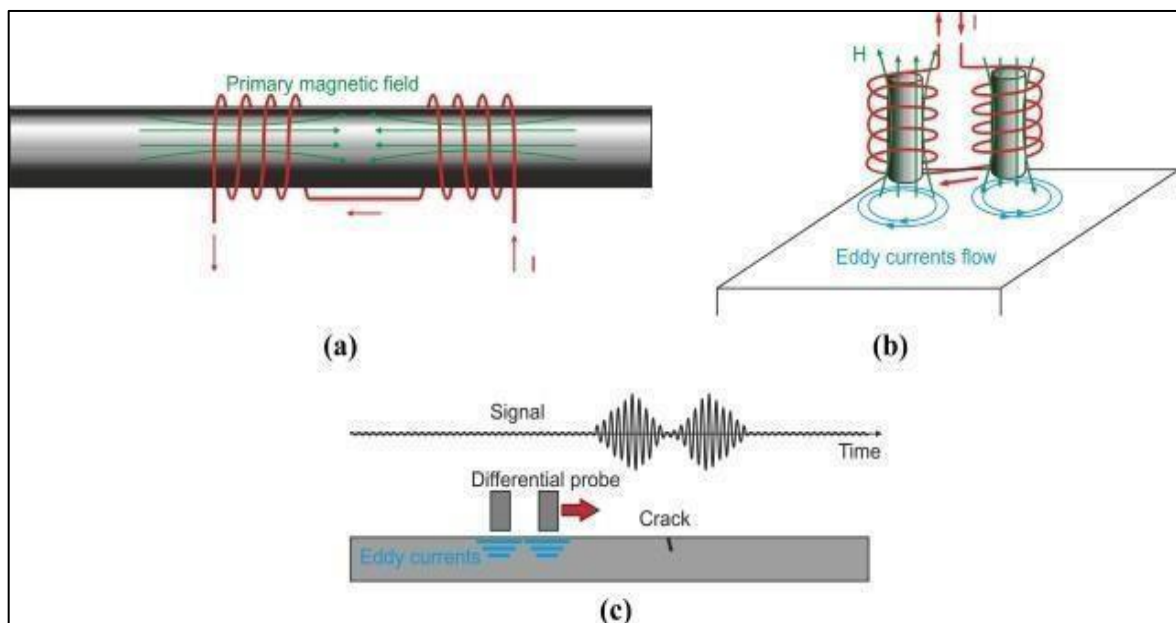 Primary magnetic field
I
(a)
I
H
Eddy currents flow
(b)
Signal
Time
Differential probe
Crack
Eddy currents
(c)